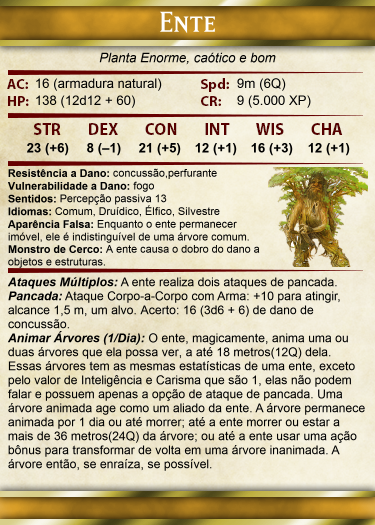 ENTE
Planta Enorme, caótico e bom
AC: 16 (armadura natural) Spd: 9m (6Q)
HP: 138 (12d12 + 60) CR: 9 (5.000 XP)
STR DEX CON INT WIS CHA
23 (+6) 8 (–1) 21 (+5) 12 (+1) 16 (+3) 12 (+1)
Resistência a Dano: concussão,perfurante
Vulnerabilidade a Dano: fogo
Sentidos: Percepção passiva 13
Idiomas: Comum, Druídico, Élfico, Silvestre
Aparência Falsa: Enquanto o ente permanecer
imóvel, ele é indistinguível de uma árvore comum.
Monstro de Cerco: A ente causa o dobro do dano a
objetos e estruturas.
Ataques Múltiplos: A ente realiza dois ataques de pancada.
Pancada: Ataque Corpo-a-Corpo com Arma: +10 para atingir,
alcance 1,5 m, um alvo. Acerto: 16 (3d6 + 6) de dano de
concussão.
Animar Árvores (1/Dia): O ente, magicamente, anima uma ou
duas árvores que ela possa ver, a até 18 metros(12Q) dela.
Essas árvores tem as mesmas estatísticas de uma ente, exceto
pelo valor de Inteligência e Carisma que são 1, elas não podem
falar e possuem apenas a opção de ataque de pancada. Uma
árvore animada age como um aliado da ente. A árvore permanece
animada por 1 dia ou até morrer; até a ente morrer ou estar a
mais de 36 metros(24Q) da árvore; ou até a ente usar uma ação
bônus para transformar de volta em uma árvore inanimada. A
árvore então, se enraíza, se possível.